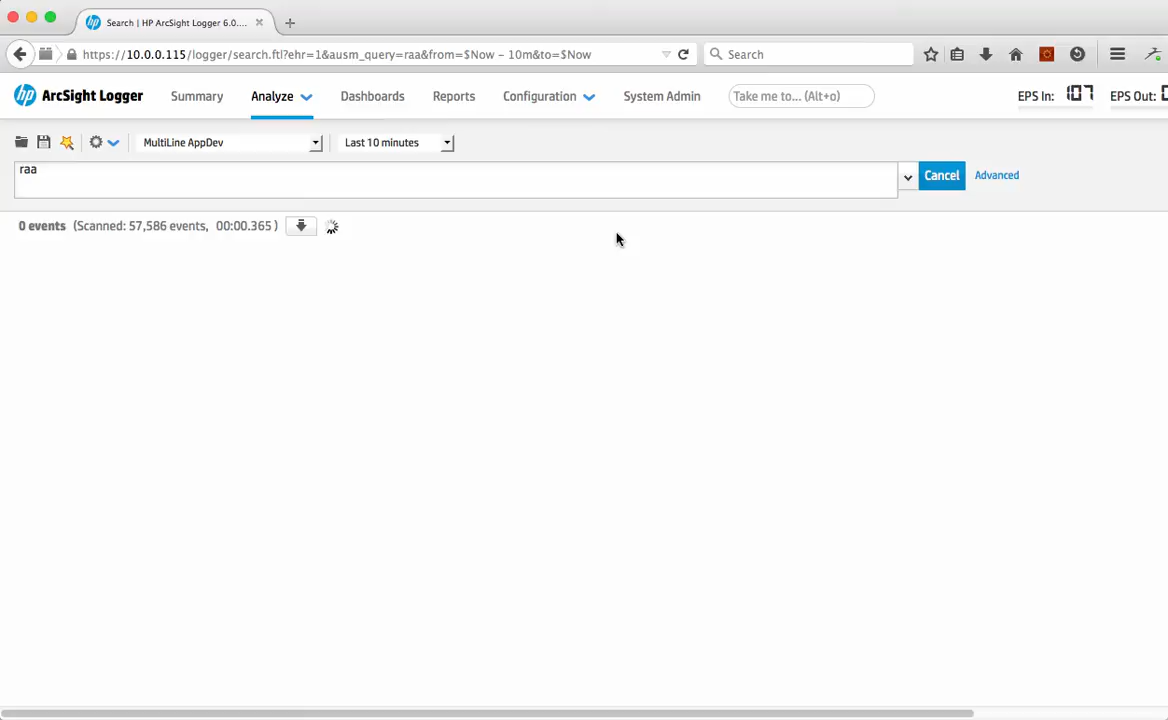 Search | HP ArcSight Logger 6.0....
https://10.0.0.115/logger/search.ftl?ehr=1&ausm_query=raa&from=$Now – 10m&to=$Now
Search
hp ArcSight Logger
Summary
Analyze
Dashboards
Reports
Configuration
System Admin
Take me to... (Alt+o)
EPS In: 107
EPS Out:
MultiLine AppDev
Last 10 minutes
raa
Cancel
Advanced
0 events (Scanned: 57,586 events, 00:00.365 )